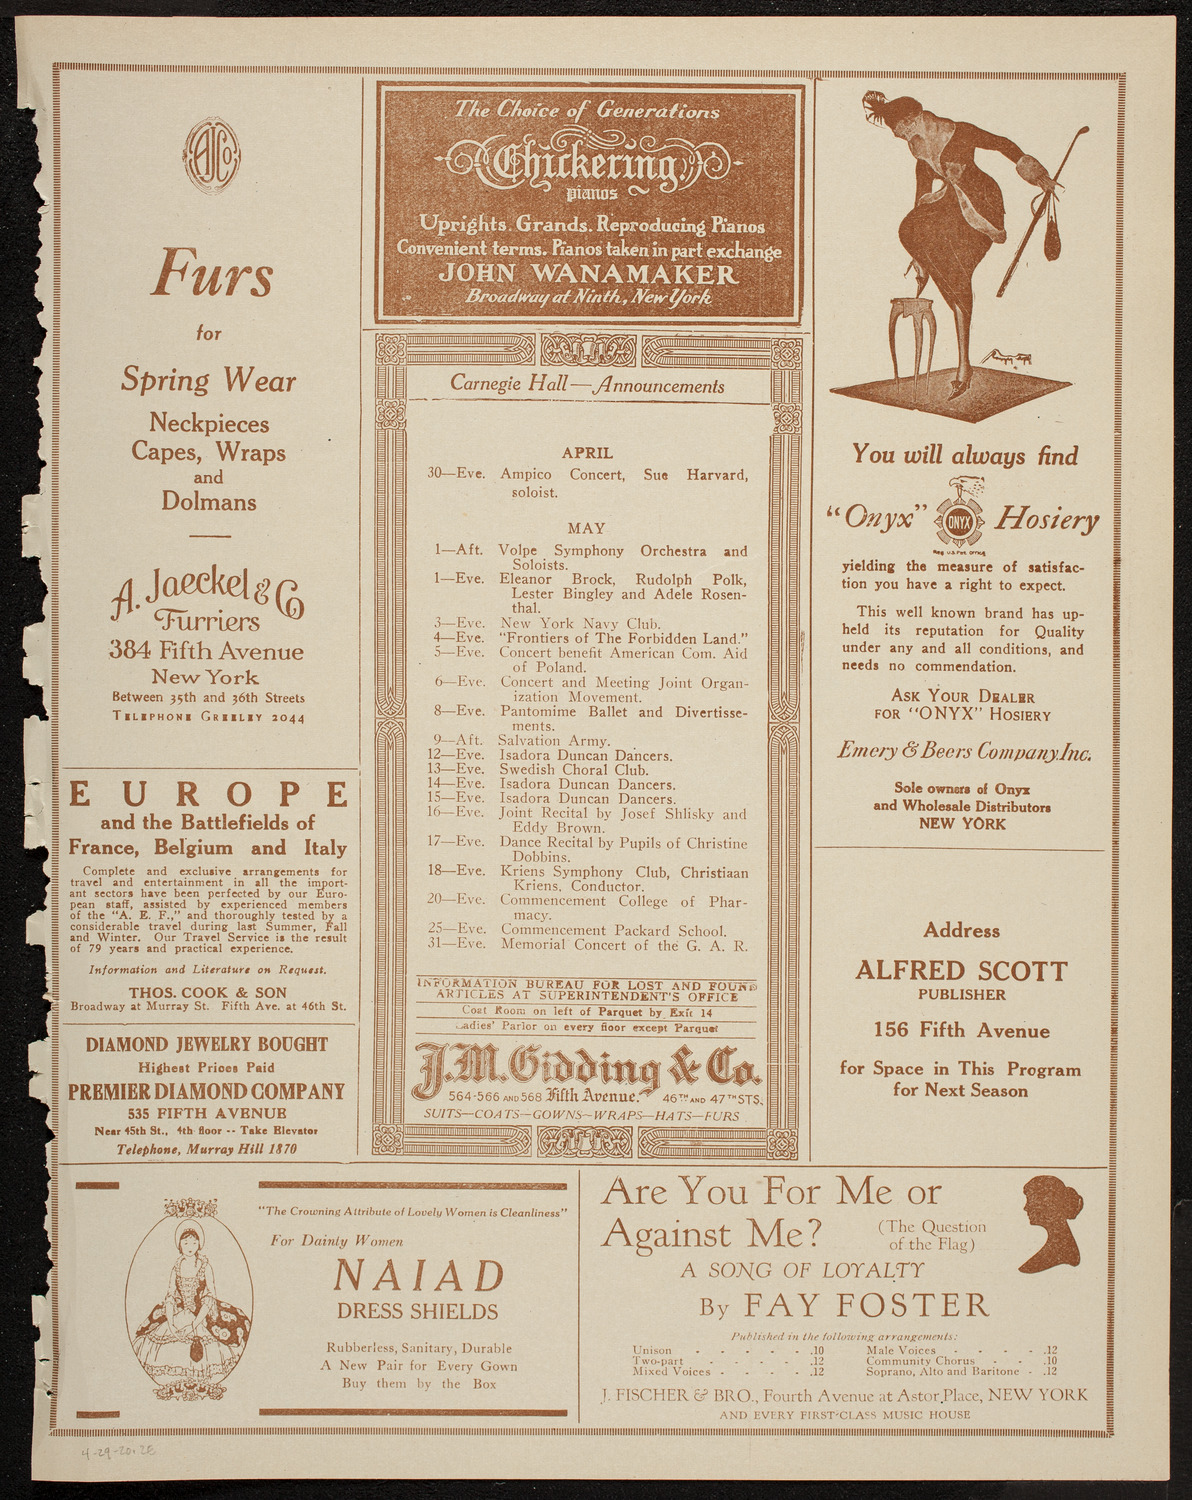 AJCo
Furs
for
Spring Wear
Neckpieces
Capes, Wraps
and
Dolmans
A. Jaeckel & Co
Furriers
384 Fifth Avenue
New York
Between 35th and 36th Streets
TELEPHONE GREELEY 2044
EUROPE
and the Battlefields of
France, Belgium and Italy
Complete and exclusive arrangements for
travel and entertainment in all the import-
ant sectors have been perfected by our Euro-
pean staff, assisted by experienced members
of the "A. E. F.," and thoroughly tested by a
considerable travel during last Summer, Fall
and Winter. Our Travel Service is the result
of 79 years and practical experience.
Information and Literature on Request.
THOS. COOK & SON
Broadway at Murray St. Fifth Ave. at 46th St.
DIAMOND JEWELRY BOUGHT
Highest Prices Paid
PREMIER DIAMOND COMPANY
535 FIFTH AVENUE
Near 45th St., 4th floor -- Take Elevator
Telephone, Murray Hill 1870
The Choice of Generations
Chickering
pianos
Uprights. Grands. Reproducing Pianos
Convenient terms. Pianos taken in part exchange
JOHN WANAMAKER
Broadway at Ninth, New York
Carnegie Hall—Announcements
APRIL
30—Eve. Ampico Concert, Sue Harvard,
soloist.
MAY
1—Aft. Volpe Symphony Orchestra and
Soloists.
1—Eve. Eleanor Brock, Rudolph Polk,
Lester Bingley and Adele Rosen-
thal.
3—Eve. New York Navy Club.
4—Eve. "Frontiers of The Forbidden Land."
5—Eve. Concert benefit American Com. Aid
of Poland.
6—Eve. Concert and Meeting Joint Organ-
ization Movement.
8—Eve. Pantomime Ballet and Divertisse-
ments.
9—Aft. Salvation Army.
12—Eve. Isadora Duncan Dancers.
13—Eve. Swedish Choral Club.
14—Eve. Isadora Duncan Dancers.
15—Eve. Isadora Duncan Dancers.
16—Eve. Joint Recital by Josef Shlisky and
Eddy Brown.
17—Eve. Dance Recital by Pupils of Christine
Dobbins.
18—Eve. Kriens Symphony Club, Christiaan
Kriens, Conductor.
20—Eve. Commencement College of Phar-
macy.
25—Eve. Commencement Packard School.
31—Eve. Memorial Concert of the G. A. R.
INFORMATION BUREAU FOR LOST AND FOUND
ARTICLES AT SUPERINTENDENT'S OFFICE
Coat Room on left of Parquet by Exit 14
Ladies' Parlor on every floor except Parquet
J. M. Gidding & Co.
564-566 AND 568 Fifth Avenue. 46TH AND 47TH STS.
SUITS—COATS—GOWNS—WRAPS—HATS—FURS
You will always find
"Onyx" ONYX Hosiery
Reg. U.S. Pat. Office
yielding the measure of satisfac-
tion you have a right to expect.
This well known brand has up-
held its reputation for Quality
under any and all conditions, and
needs no commendation.
ASK YOUR DEALER
FOR "ONYX" HOSIERY
Emery & Beers Company, Inc.
Sole owners of Onyx
and Wholesale Distributors
NEW YORK
Address
ALFRED SCOTT
PUBLISHER
156 Fifth Avenue
for Space in This Program
for Next Season
"The Crowning Attribute of Lovely Women is Cleanliness"
For Dainty Women
NAIAD
DRESS SHIELDS
Rubberless, Sanitary, Durable
A New Pair for Every Gown
Buy them by the Box
Are You For Me or
Against Me?
(The Question
of the Flag)
A SONG OF LOYALTY
By FAY FOSTER
Published in the following arrangements:
Unison - - - - - .10 Male Voices - - - - .12
Two-part - - - - .12 Community Chorus - - .10
Mixed Voices - - - - .12 Soprano, Alto and Baritone - .12
J. FISCHER & BRO., Fourth Avenue at Astor Place, NEW YORK
AND EVERY FIRST-CLASS MUSIC HOUSE
4-29-20.2E